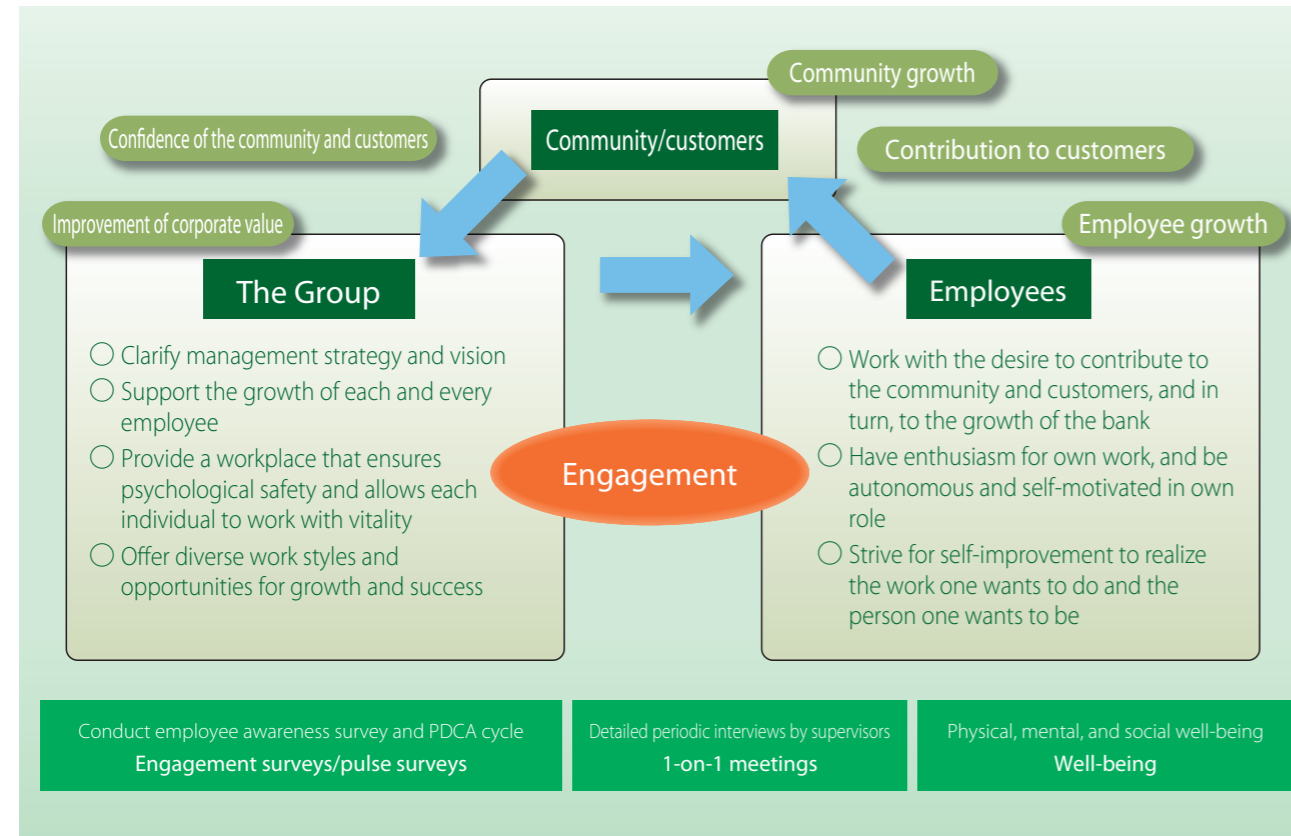 Community growth
Confidence of the community and customers
Community/customers
Contribution to customers
Improvement of corporate value
Employee growth
The Group
○ Clarify management strategy and vision
○ Support the growth of each and every
employee
○ Provide a workplace that ensures
psychological safety and allows each
individual to work with vitality
○ Offer diverse work styles and
opportunities for growth and success
Engagement
Employees
○ Work with the desire to contribute to
the community and customers, and in
turn, to the growth of the bank
○ Have enthusiasm for own work, and be
autonomous and self-motivated in own
role
○ Strive for self-improvement to realize
the work one wants to do and the
person one wants to be
Conduct employee awareness survey and PDCA cycle
Engagement surveys/pulse surveys
Detailed periodic interviews by supervisors
1-on-1 meetings
Physical, mental, and social well-being
Well-being